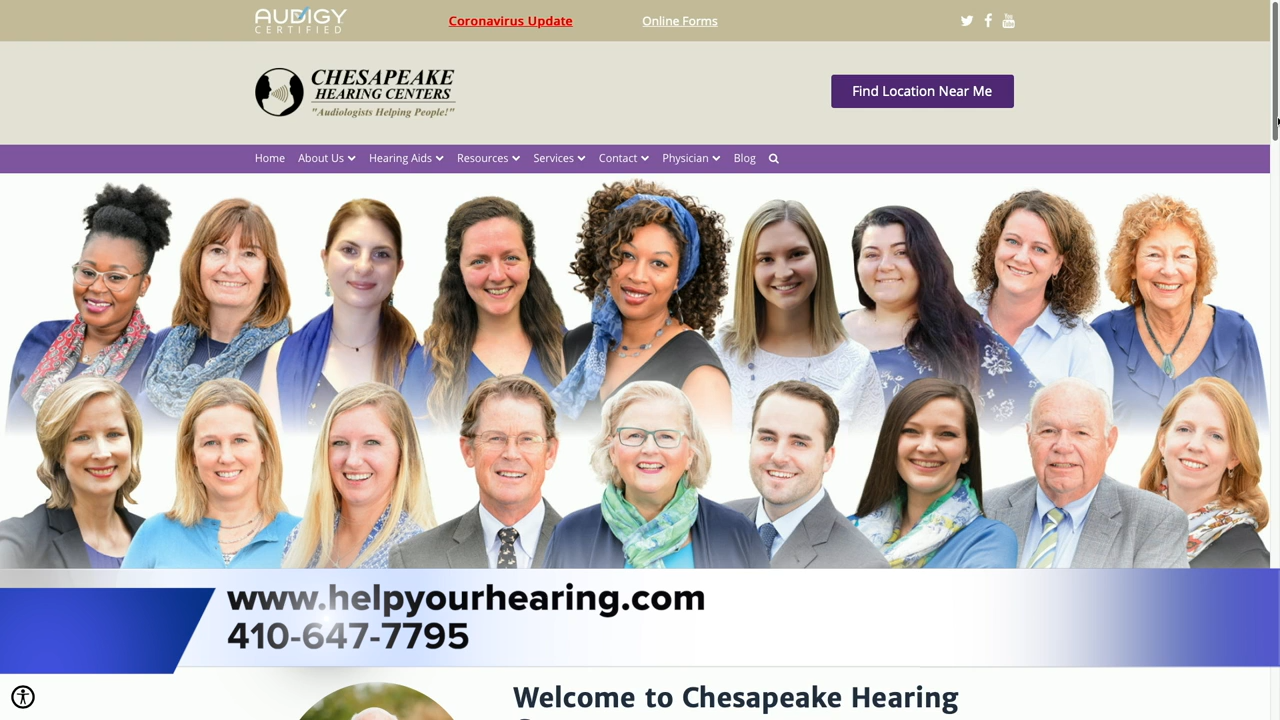 AUDIGY
CERTIFIED
Coronavirus Update
Online Forms
CHESAPEAKE
HEARING CENTERS
"Audiologists Helping People!"
Find Location Near Me
Home About Us Hearing Aids Resources Services Contact Physician Blog
www.helpyourhearing.com
410-647-7795
Welcome to Chesapeake Hearing